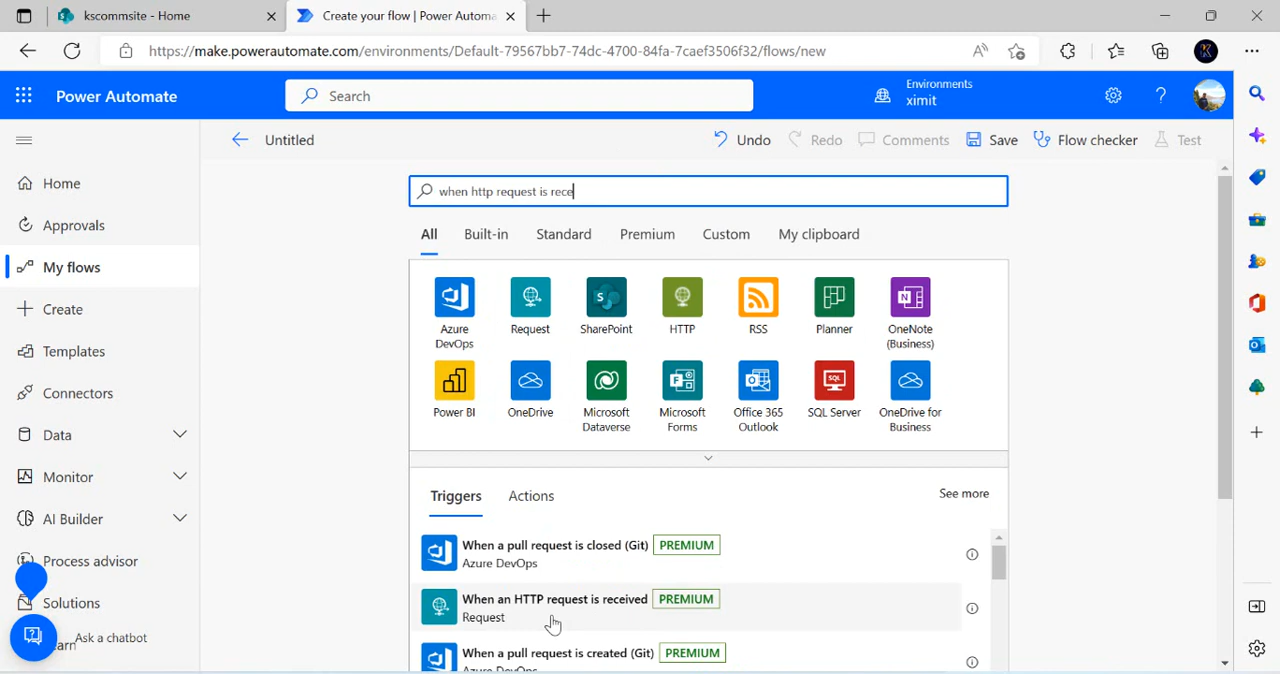 kscommsite - Home
Create your flow | Power Automa
https://make.powerautomate.com/environments/Default-79567bb7-74dc-4700-84fa-7caef3506f32/flows/new
K
Power Automate
Search
Environments
ximit
Untitled
Undo
Redo
Comments
Save
Flow checker
Test
Home
Approvals
My flows
Create
Templates
Connectors
Data
Monitor
AI Builder
Process advisor
Solutions
earn
Ask a chatbot
when http request is rece
All
Built-in
Standard
Premium
Custom
My clipboard
Azure
DevOps
Request
SharePoint
HTTP
RSS
Planner
OneNote
(Business)
Power BI
OneDrive
Microsoft
Dataverse
Microsoft
Forms
Office 365
Outlook
SQL Server
OneDrive for
Business
Triggers
Actions
See more
When a pull request is closed (Git) PREMIUM
Azure DevOps
When an HTTP request is received PREMIUM
Request
When a pull request is created (Git) PREMIUM
Azure DevOps